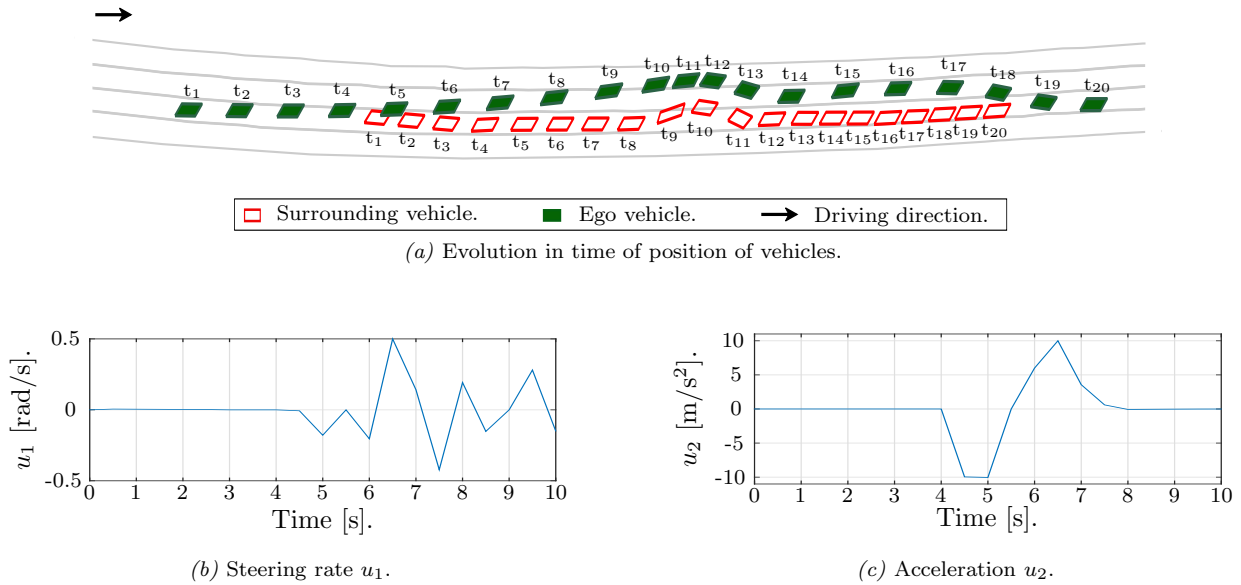 t10 t11 t12
t1 t2 t3 t4 t5 t6 t7 t8 t9 t13 t14 t15 t16 t17 t18 t19 t20
t1 t2 t3 t4 t5 t6 t7 t8 t9 t10 t11 t12 t13 t14 t15 t16 t17 t18 t19 t20
Surrounding vehicle. Ego vehicle. Driving direction.
(a) Evolution in time of position of vehicles.
u1 [rad/s].
0.5
0
-0.5
0 1 2 3 4 5 6 7 8 9 10
Time [s].
(b) Steering rate u1.
u2 [m/s²].
10
5
0
-5
-10
0 1 2 3 4 5 6 7 8 9 10
Time [s].
(c) Acceleration u2.